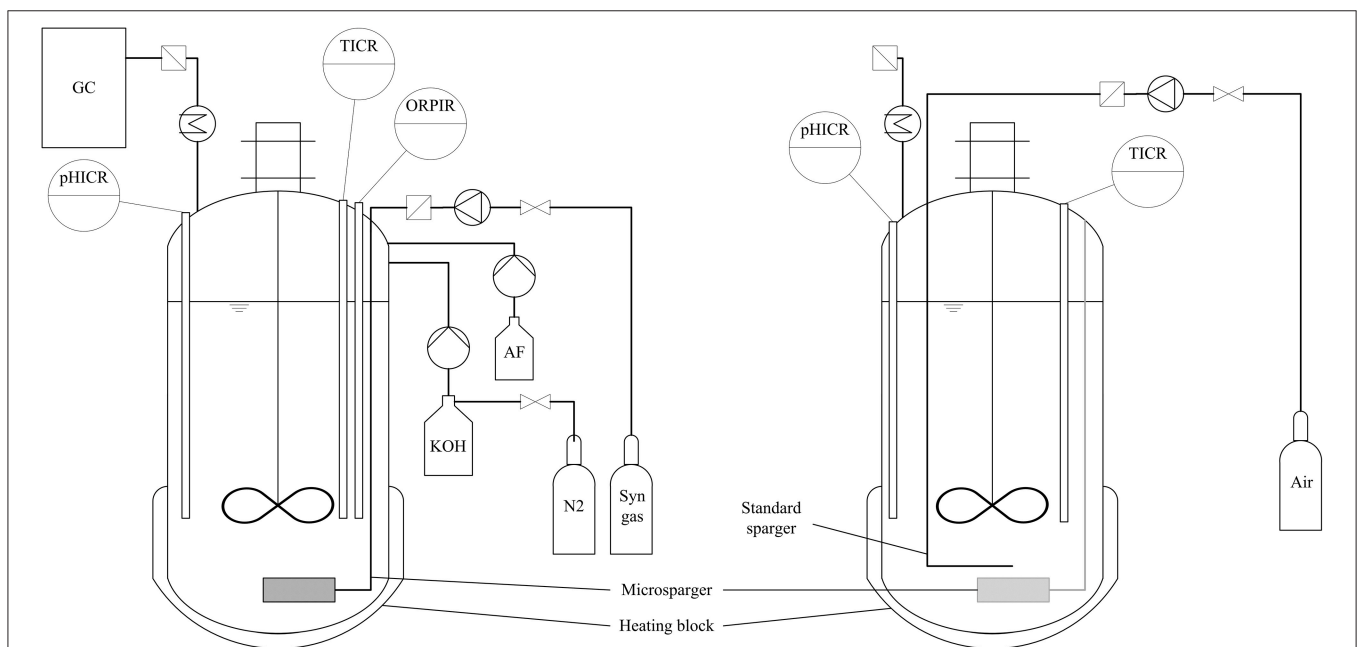 GC
TICR
ORPIR
pHICR
AF
KOH
N2
Syn
gas
pHICR
TICR
Air
Standard
sparger
Microsparger
Heating block